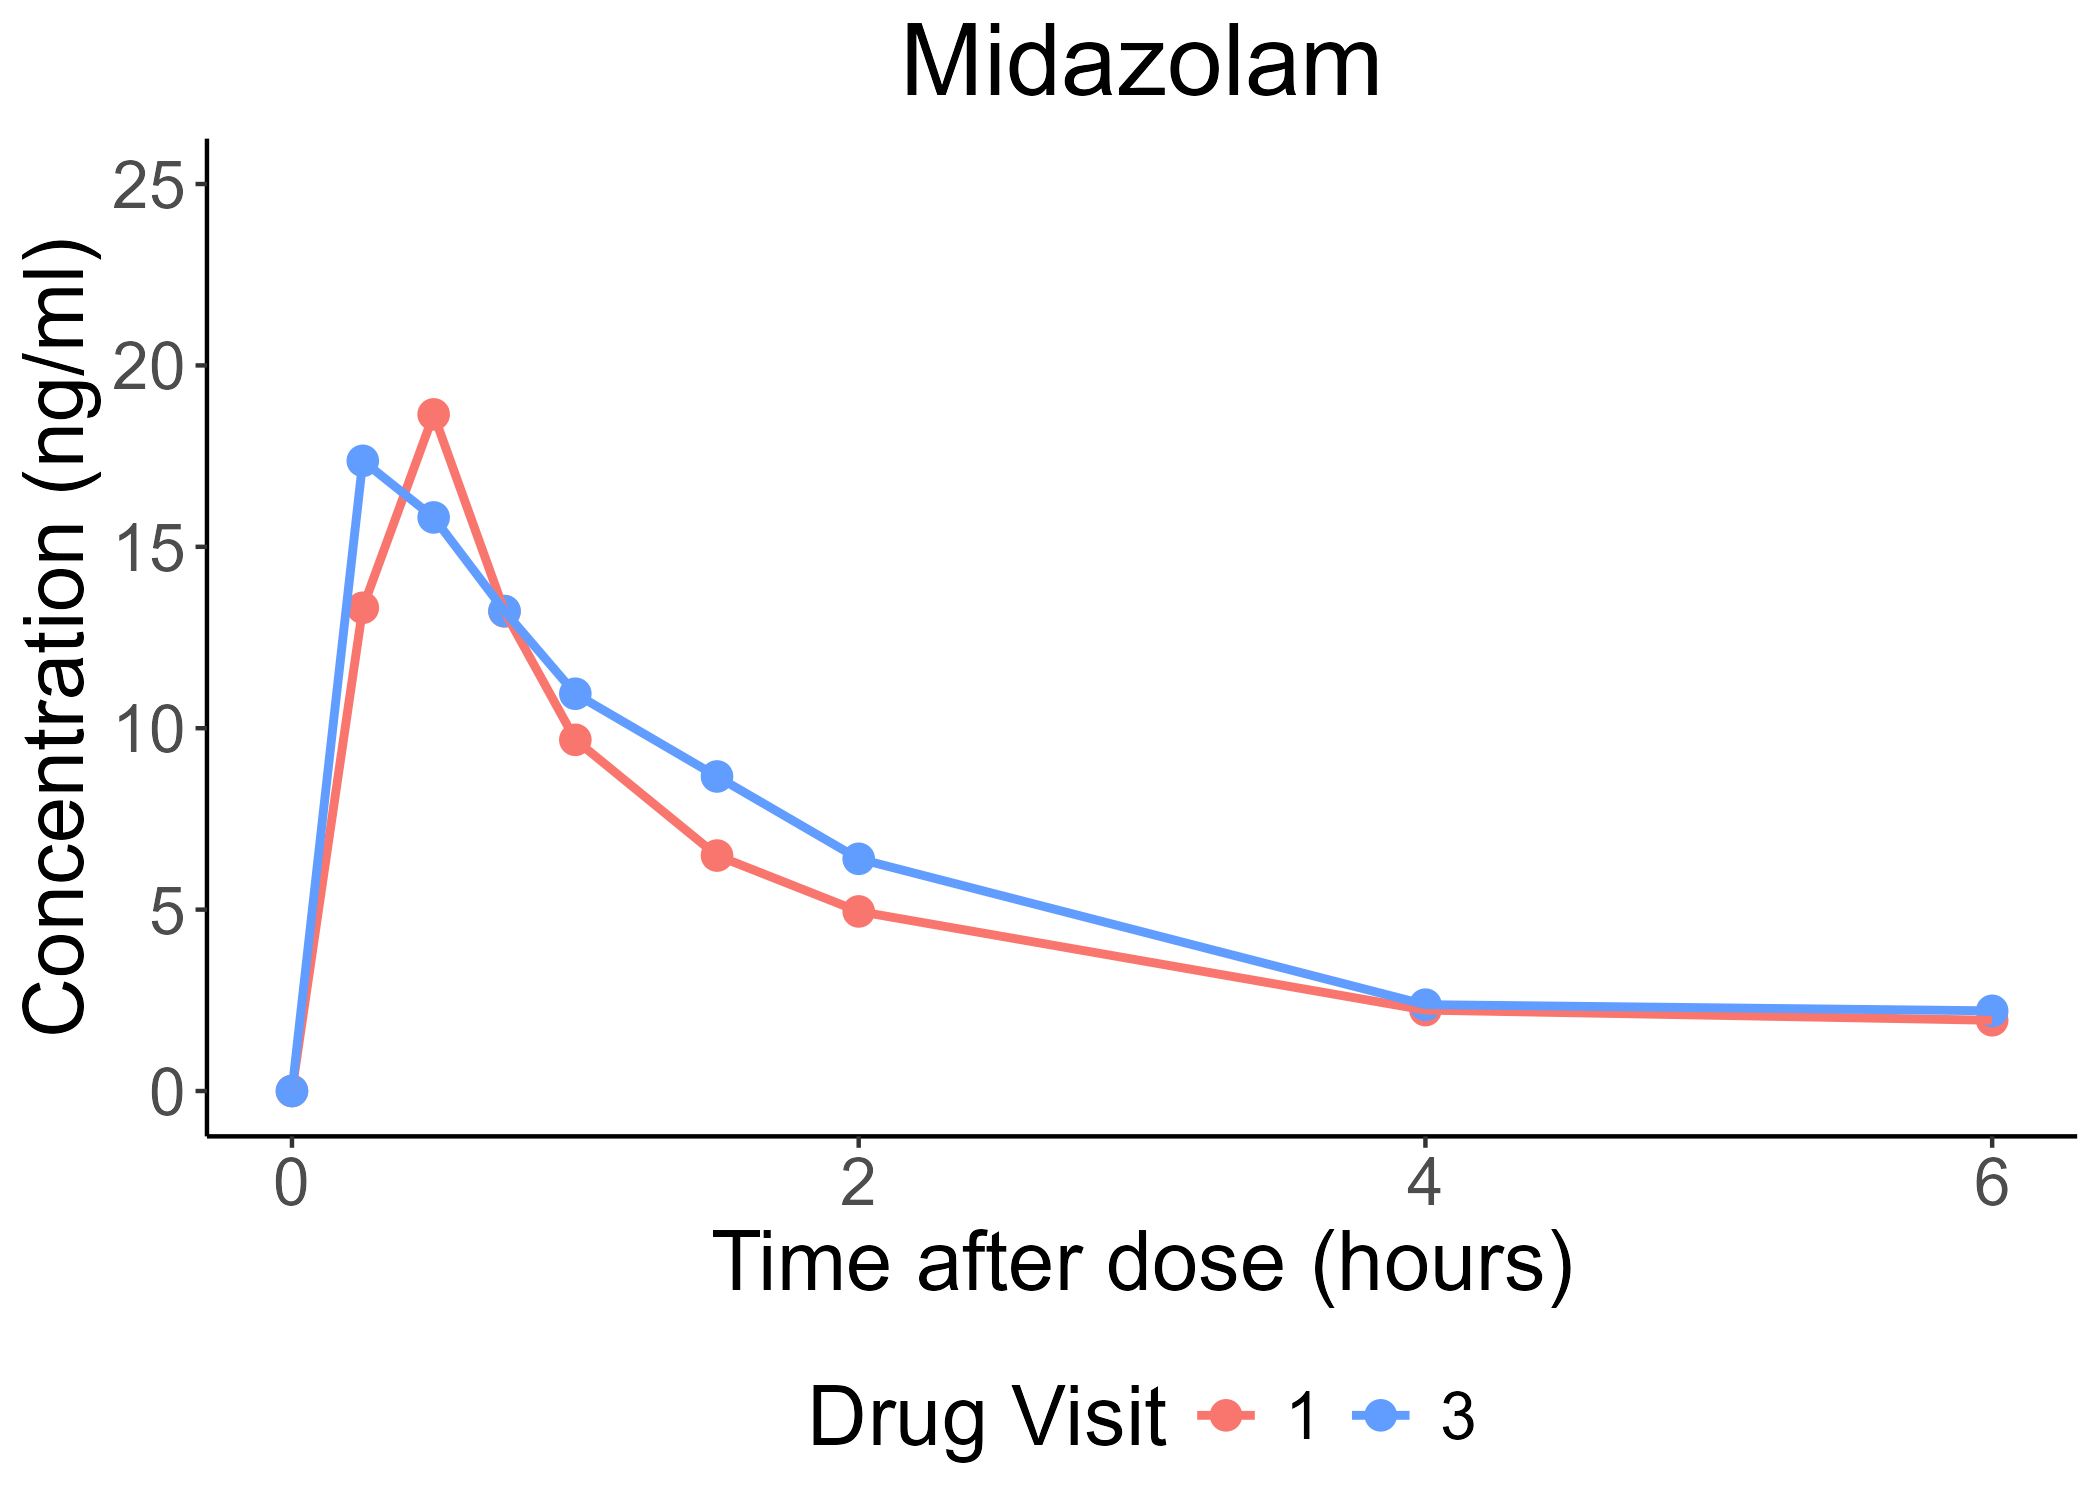 Midazolam
Concentration (ng/ml)
25
20
15
10
5
0
0 2 4 6
Time after dose (hours)
Drug Visit 1 3